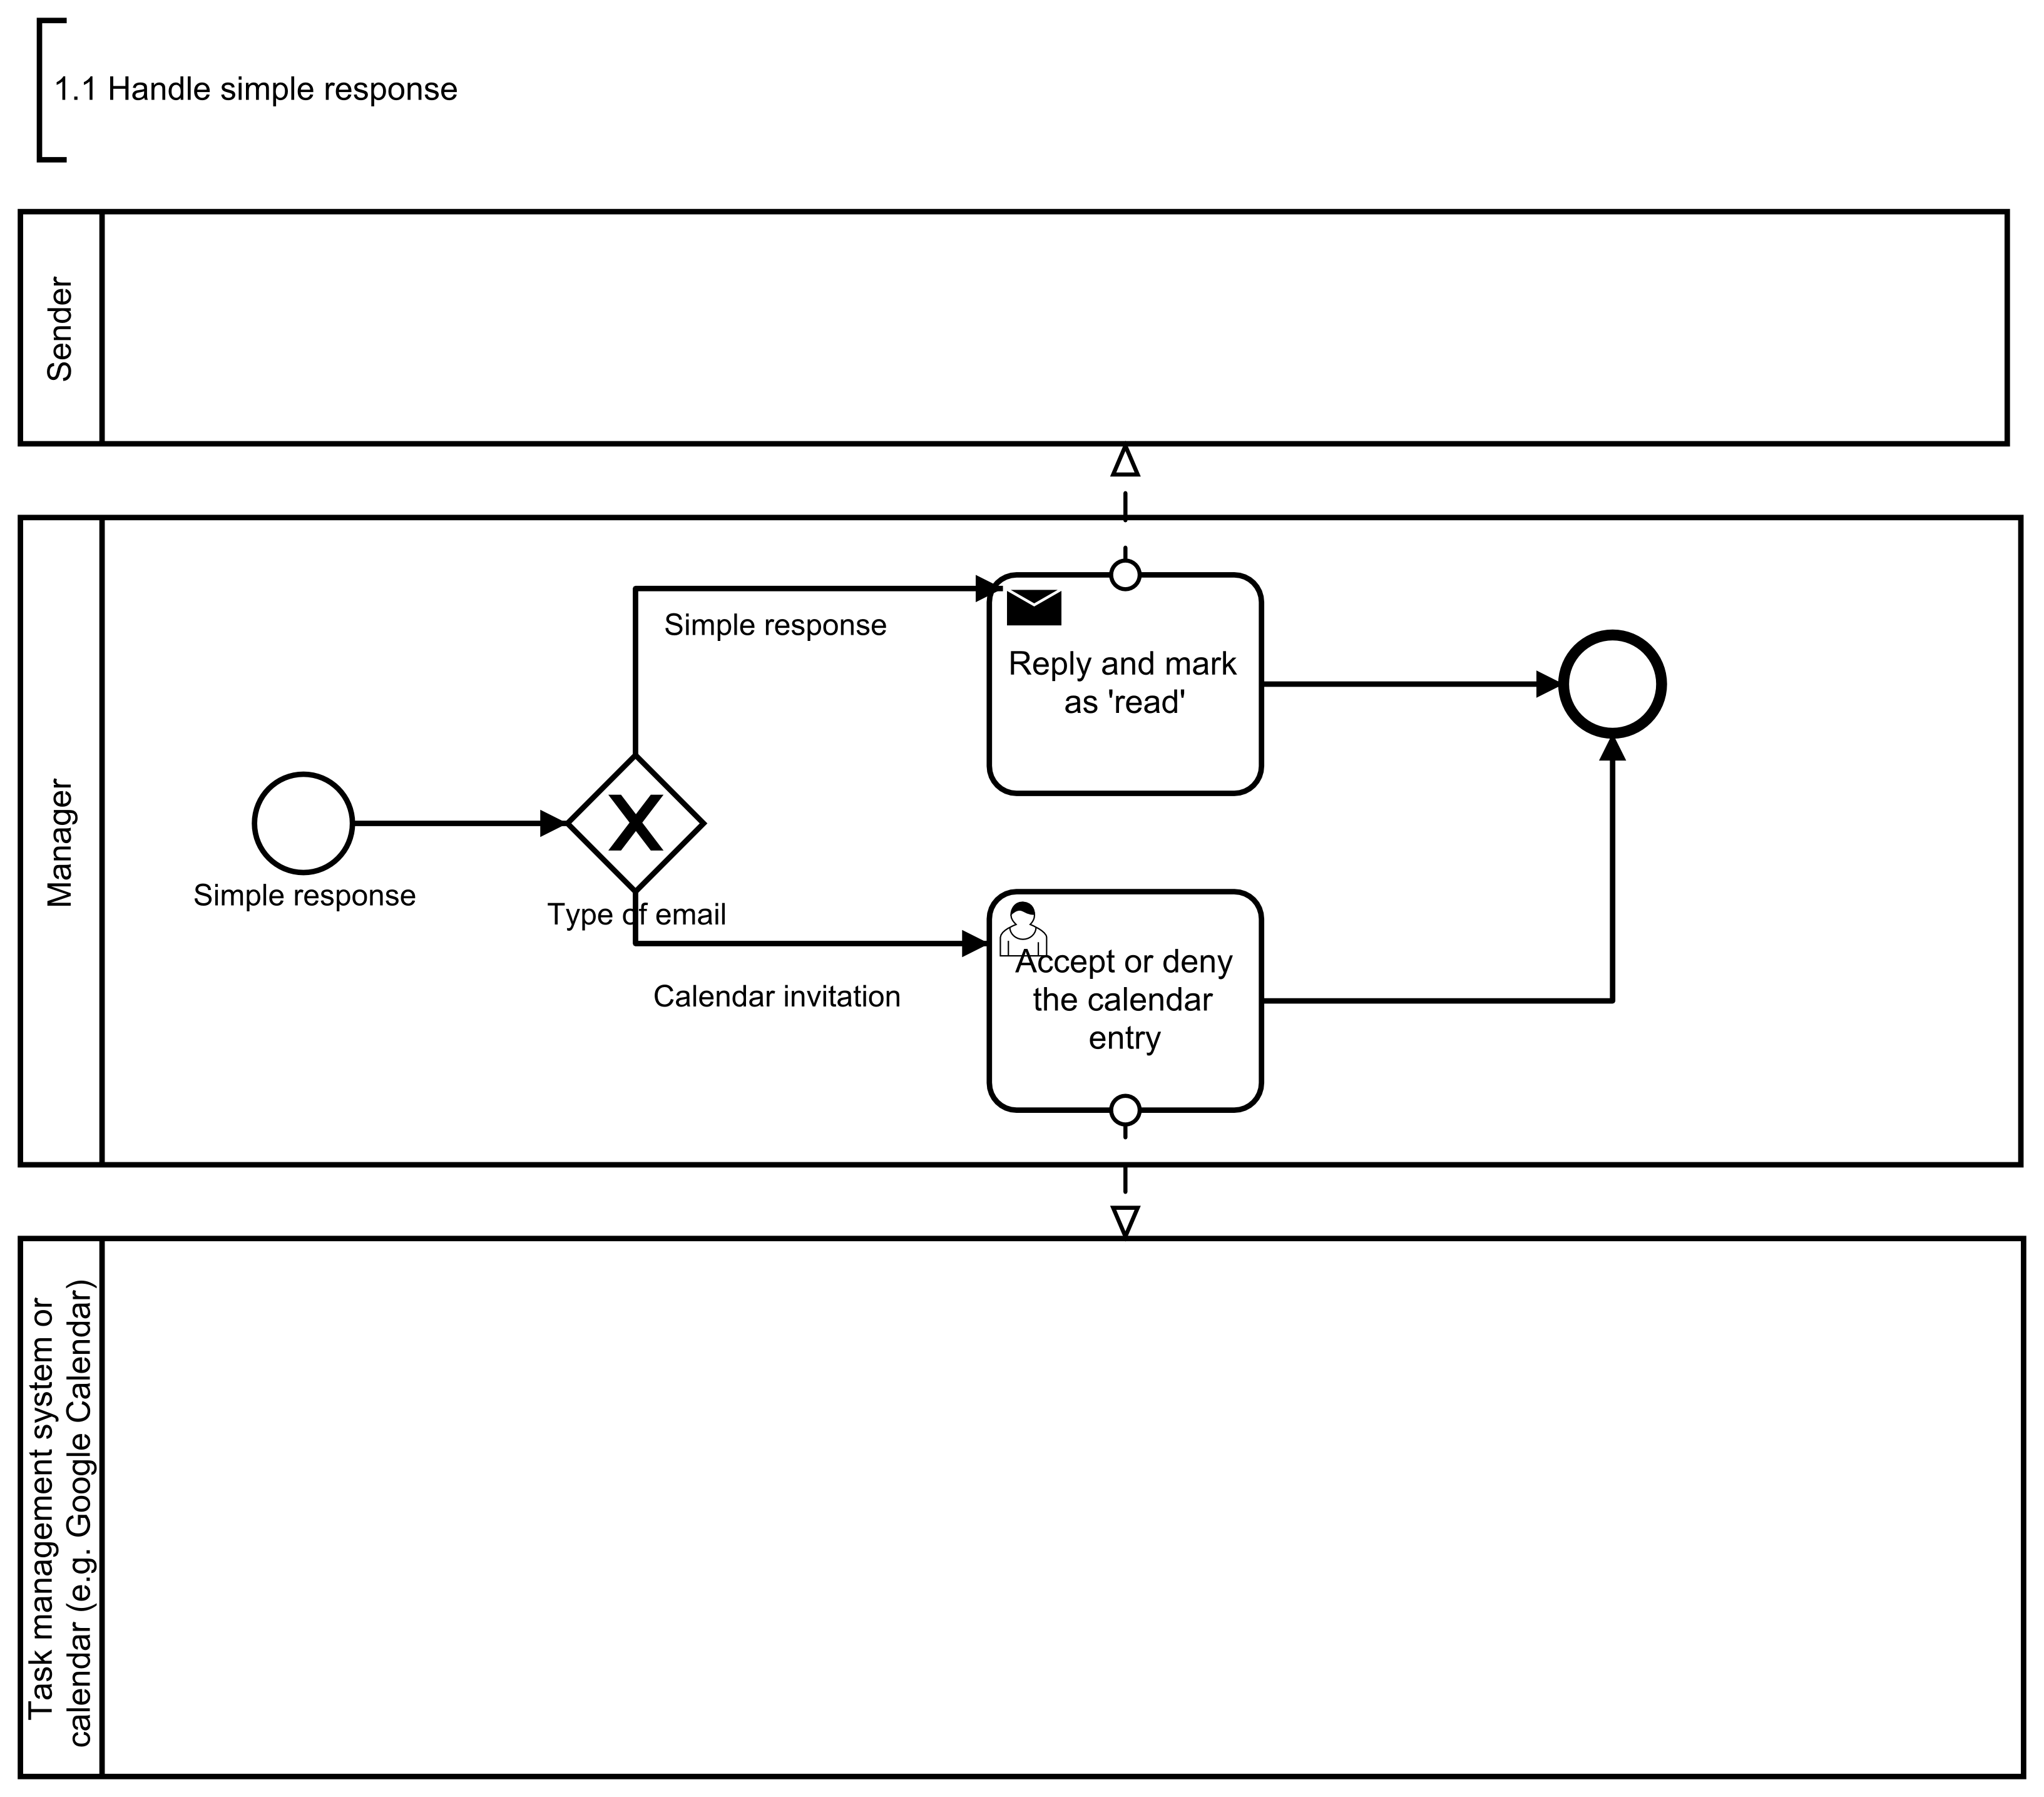 1.1 Handle simple response
Sender
Manager
Simple response
Reply and mark
as 'read'
Simple response
Type of email
Calendar invitation
Accept or deny
the calendar
entry
Task management system or
calendar (e.g. Google Calendar)